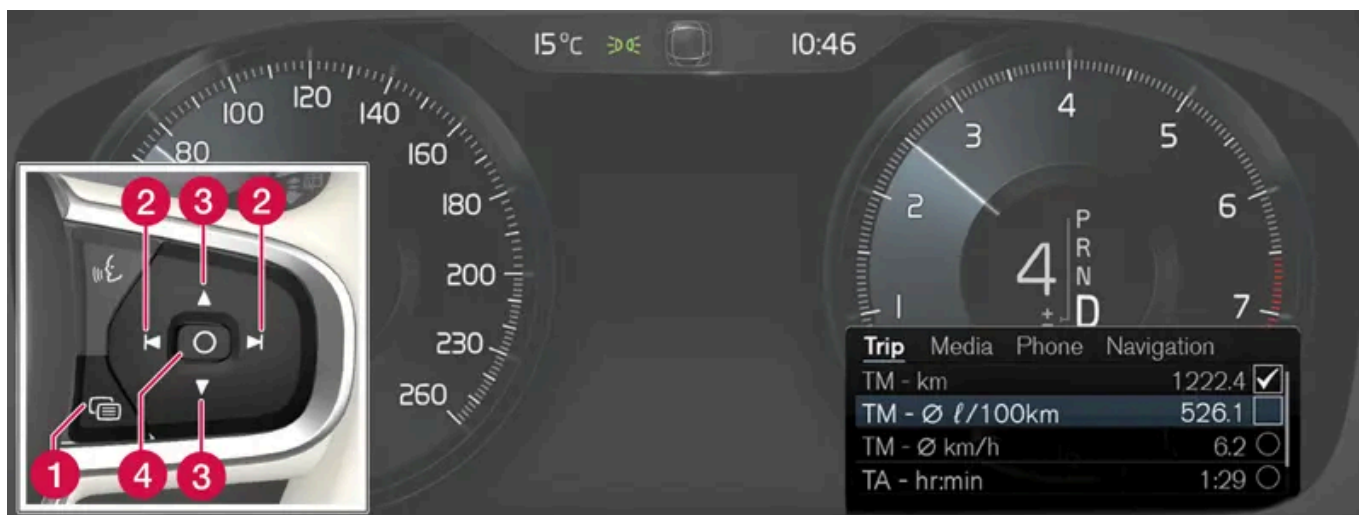 15°C 10:46
80
100
120
140
160
180
200
230
260
1
2
3
4
5
6
7
4
P
R
N
D
±
2 3 2
1 4 3
Trip Media Phone Navigation
TM - km 1222.4
TM - Ø ℓ/100km 526.1
TM - Ø km/h 6.2
TA - hr:min 1:29